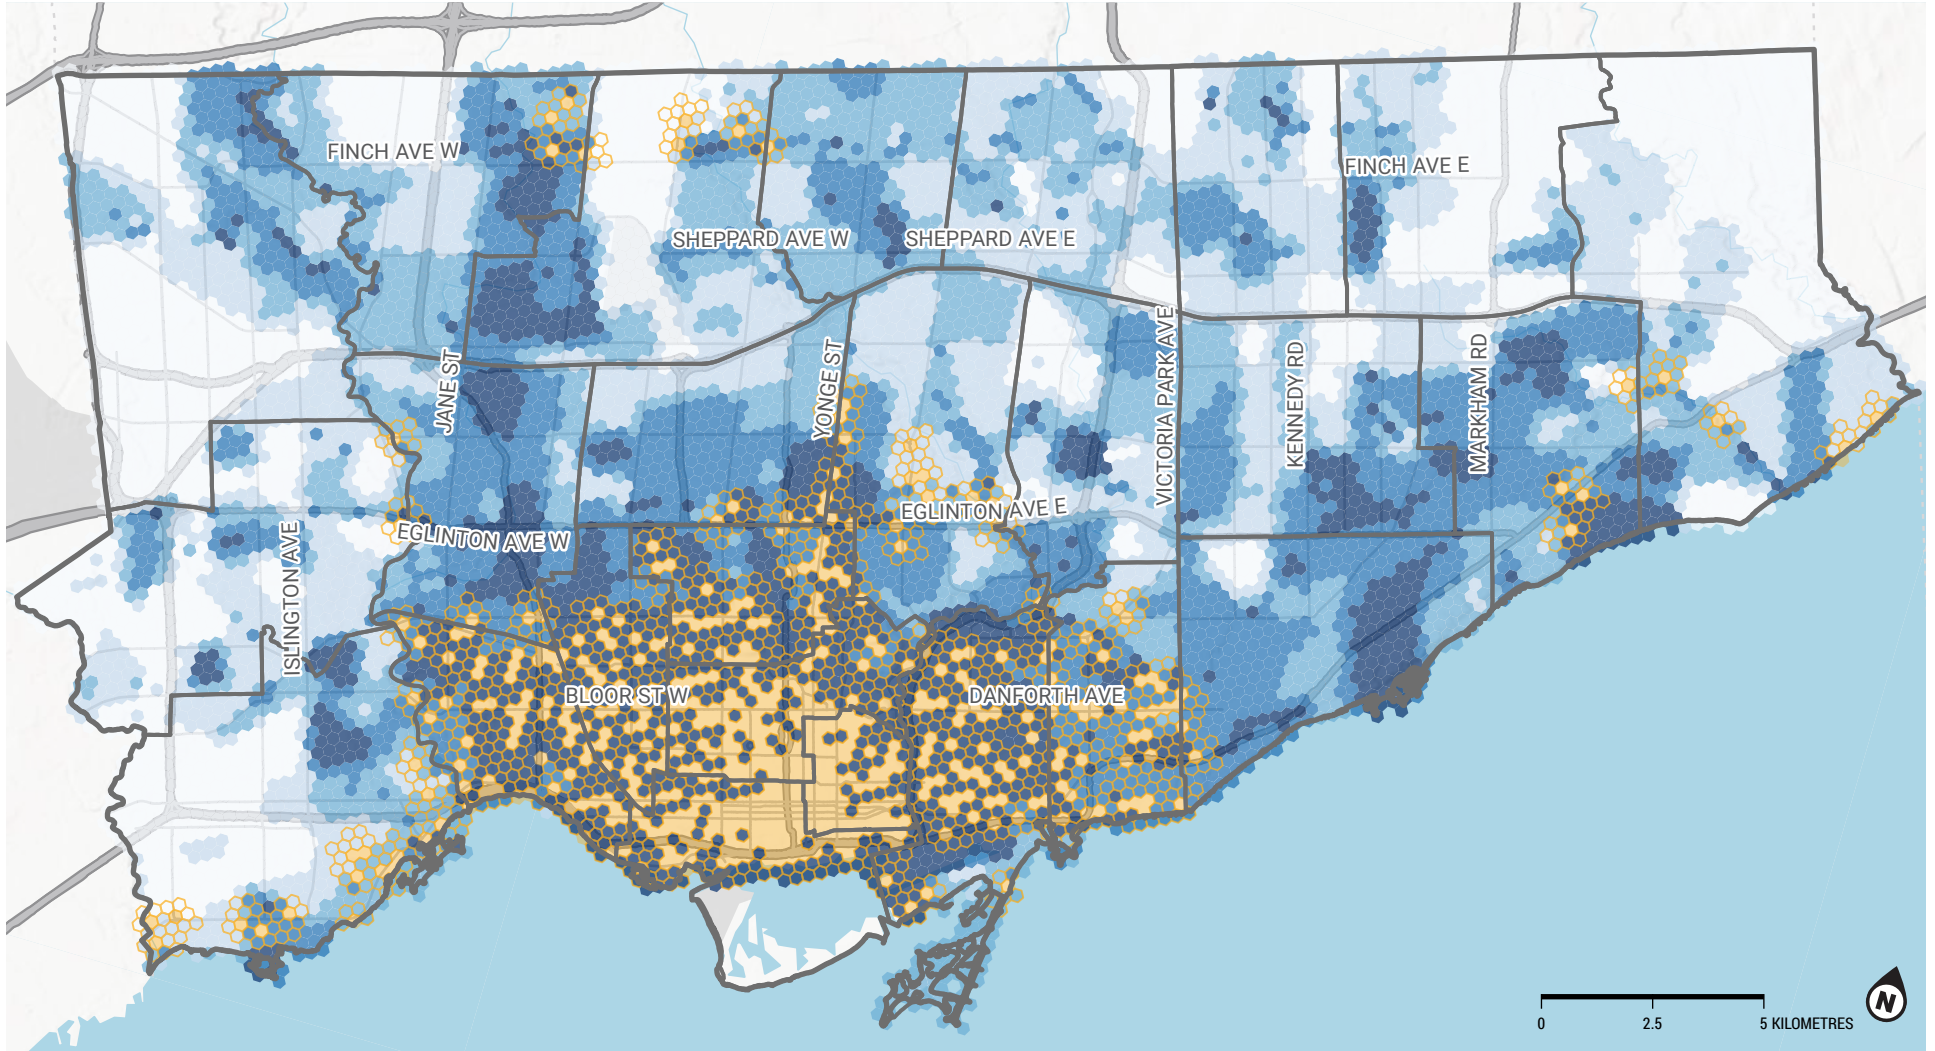 FINCH AVE W
FINCH AVE E
SHEPPARD AVE W
SHEPPARD AVE E
JANE ST
YONGE ST
VICTORIA PARK AVE
KENNEDY RD
MARKHAM RD
EGLINTON AVE W
EGLINTON AVE E
ISLINGTON AVE
BLOOR ST W
DANFORTH AVE
N
0 2.5 5 KILOMETRES